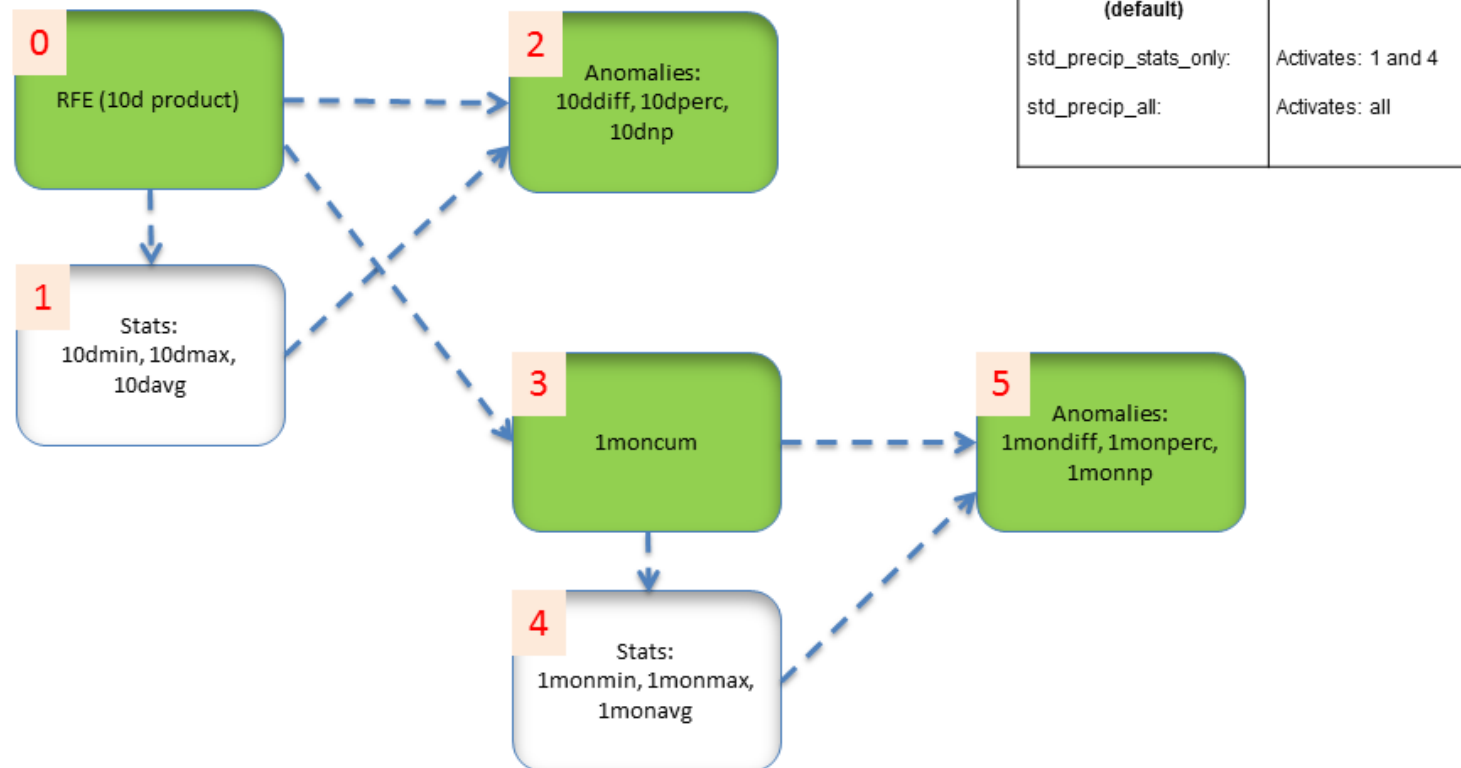 0
RFE (10d product)
2
Anomalies:
10ddiff, 10dperc,
10dnp
(default)
std_precip_stats_only: Activates: 1 and 4
std_precip_all: Activates: all
1
Stats:
10dmin, 10dmax,
10davg
3
1moncum
5
Anomalies:
1mondiff, 1monperc,
1monnp
4
Stats:
1monmin, 1monmax,
1monavg